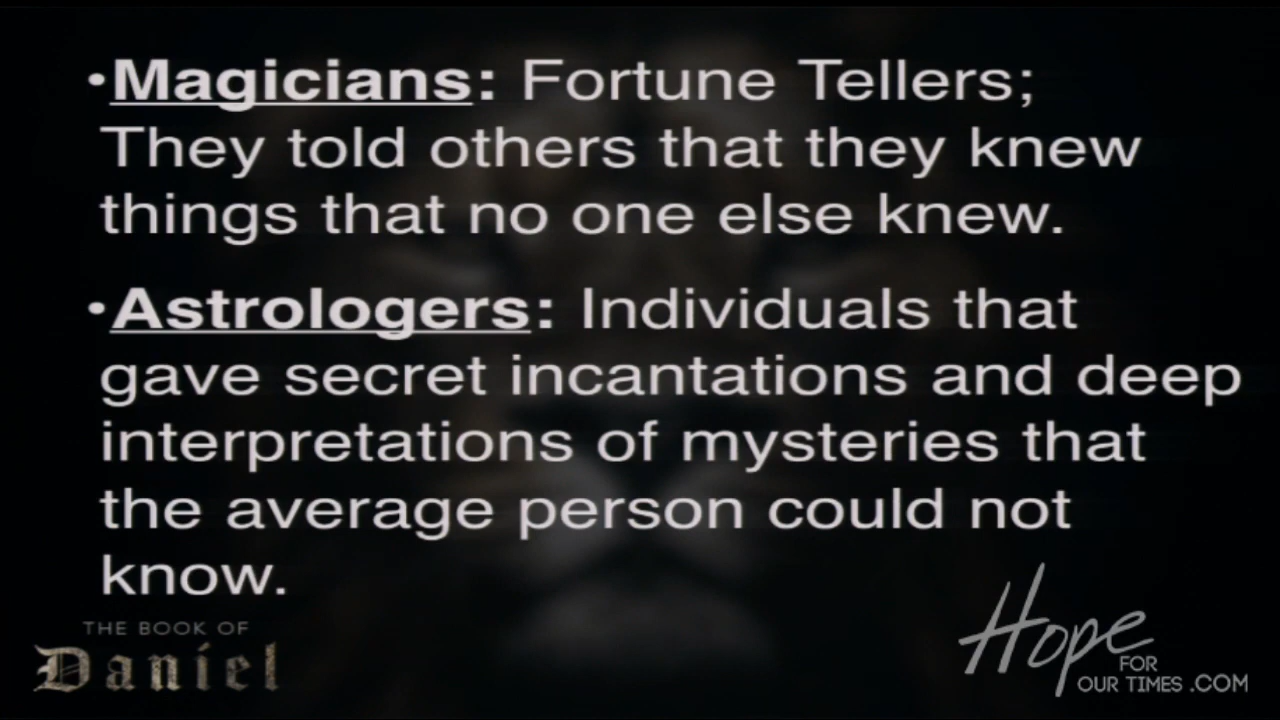 •Magicians: Fortune Tellers;
They told others that they knew
things that no one else knew.
•Astrologers: Individuals that
gave secret incantations and deep
interpretations of mysteries that
the average person could not
know.
THE BOOK OF
Daniel
Hope
FOR
OUR TIMES .COM